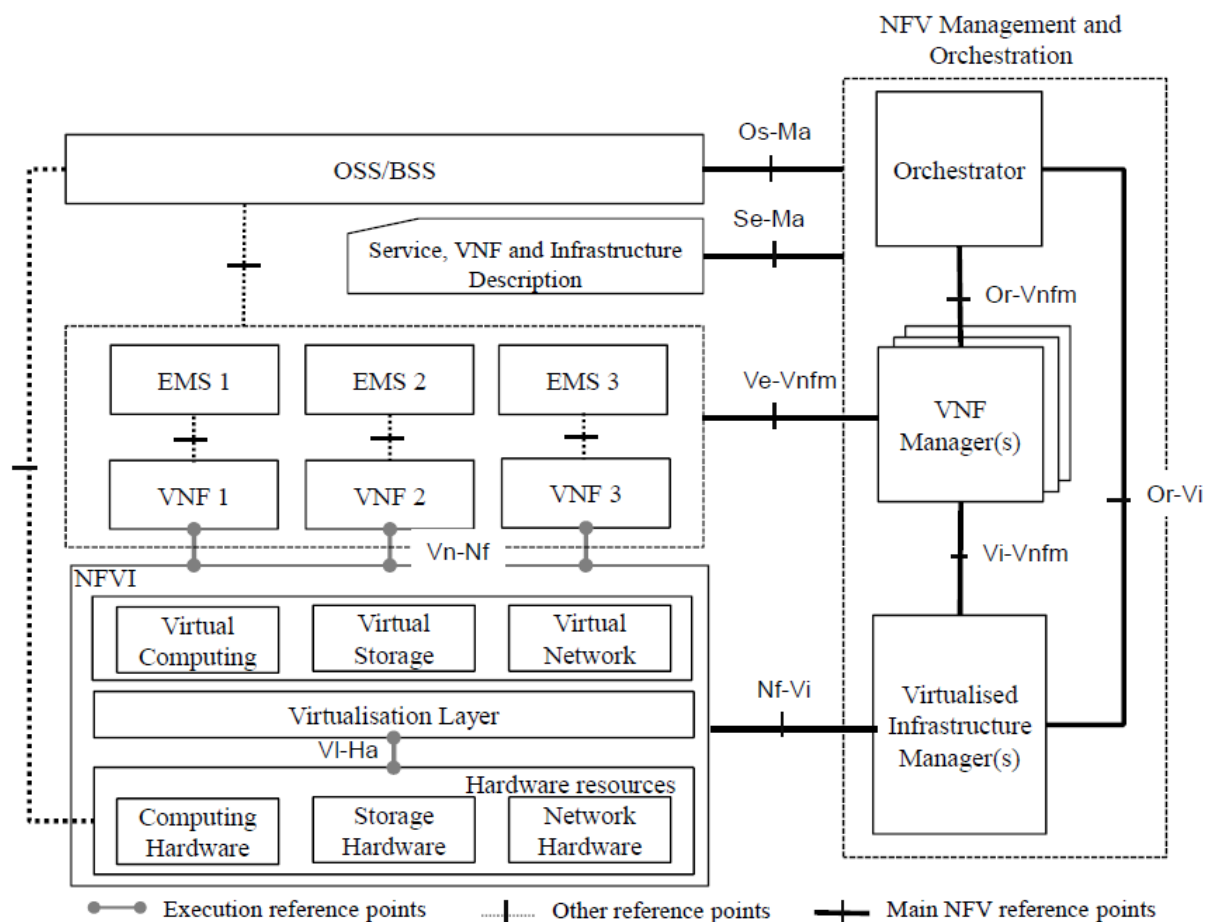 NFV Management and
Orchestration
Os-Ma
OSS/BSS
Orchestrator
Se-Ma
Service, VNF and Infrastructure
Description
Or-Vnfm
EMS 1
EMS 2
EMS 3
Ve-Vnfm
VNF
Manager(s)
VNF 1
VNF 2
VNF 3
Or-Vi
Vn-Nf
Vi-Vnfm
NFVI
Virtual
Computing
Virtual
Storage
Virtual
Network
Nf-Vi
Virtualised
Infrastructure
Manager(s)
Virtualisation Layer
Vl-Ha
Hardware resources
Computing
Hardware
Storage
Hardware
Network
Hardware
Execution reference points
Other reference points
Main NFV reference points